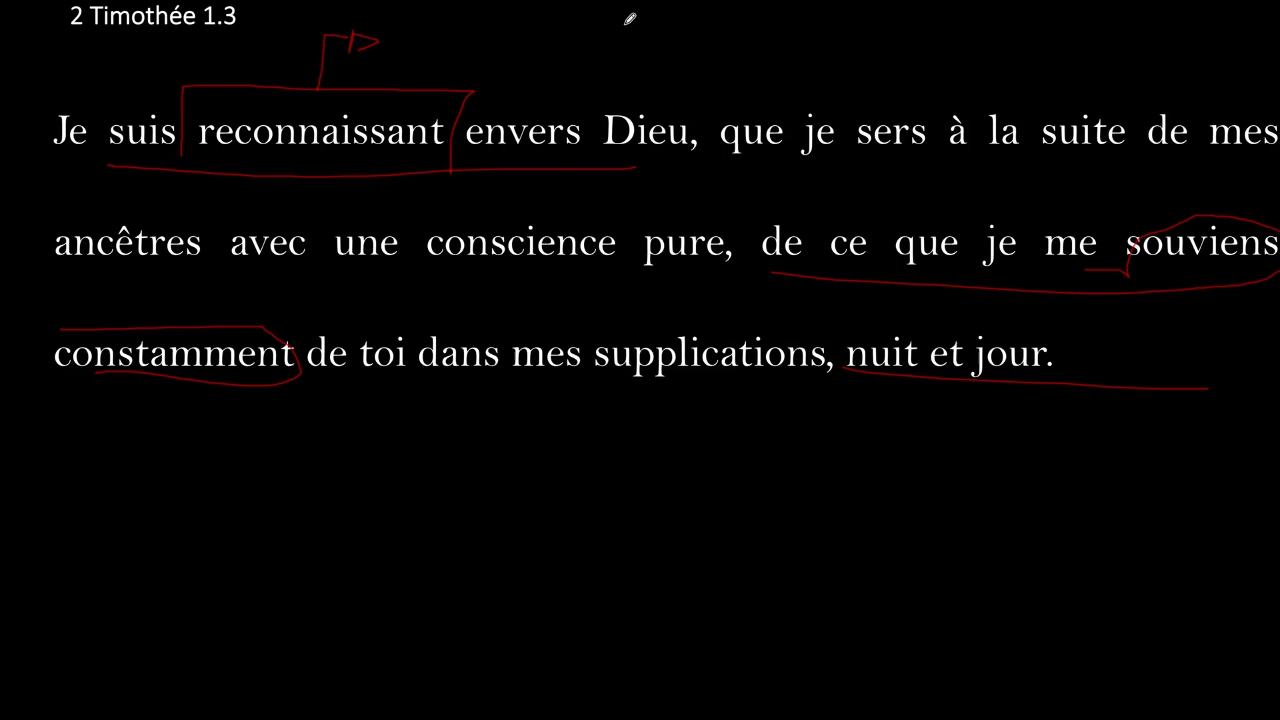 2 Timothée 1.3
Je suis reconnaissant envers Dieu, que je sers à la suite de mes
ancêtres avec une conscience pure, de ce que je me souviens
constamment de toi dans mes supplications, nuit et jour.